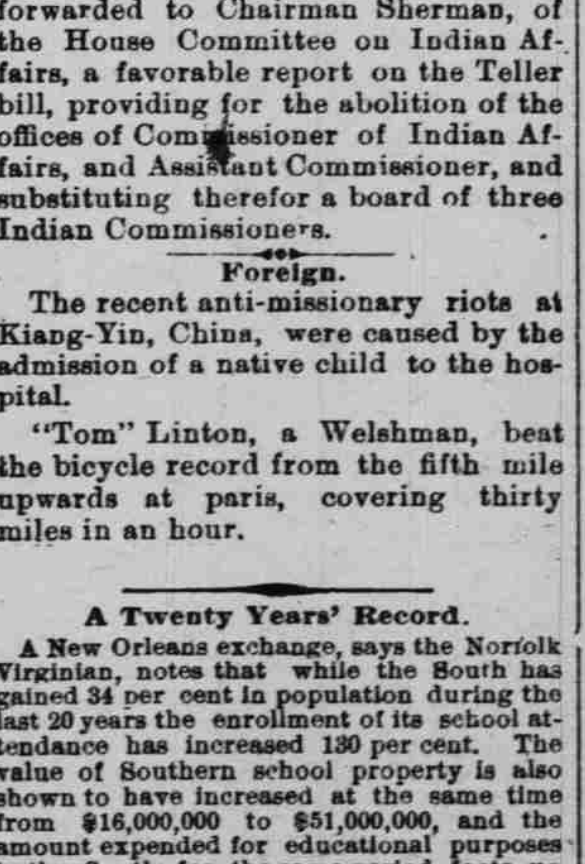 forwarded to Chairman Sherman, of
the House Committee on Indian Af-
fairs, a favorable report on the Teller
bill, providing for the abolition of the
offices of Commissioner of Indian Af-
fairs, and Assistant Commissioner, and
substituting therefor a board of three
Indian Commissioners.
Foreign.
The recent anti-missionary riots at
Kiang-Yin, China, were caused by the
admission of a native child to the hos-
pital.
"Tom" Linton, a Welshman, beat
the bicycle record from the fifth mile
upwards at paris, covering thirty
miles in an hour.
A Twenty Years' Record.
A New Orleans exchange, says the Norfolk
Virginian, notes that while the South has
gained 34 per cent in population during the
last 20 years the enrollment of its school at-
tendance has increased 130 per cent. The
value of Southern school property is also
shown to have increased at the same time
from $16,000,000 to $51,000,000, and the
amount expended for educational purposes